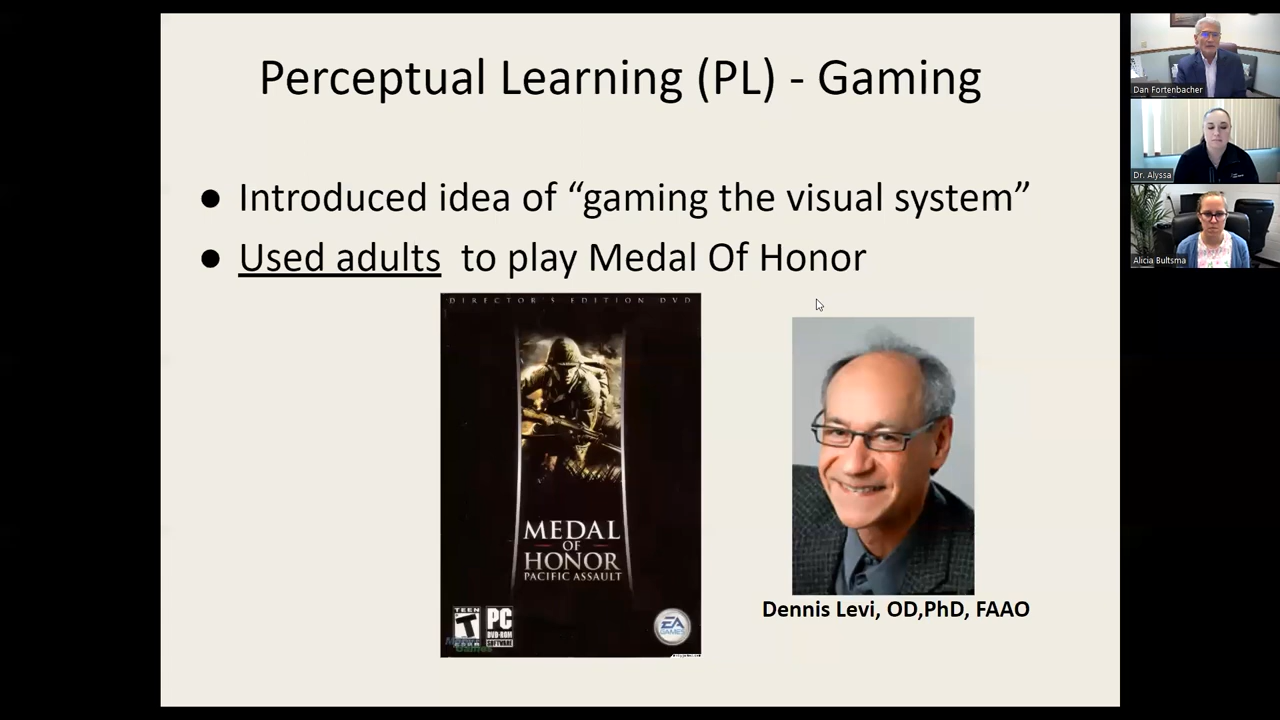 Perceptual Learning (PL) - Gaming
● Introduced idea of “gaming the visual system”
● Used adults to play Medal Of Honor
DIRECTOR'S EDITION DVD
MEDAL
OF
HONOR
PACIFIC ASSAULT
TEEN
T
PC
DVD-ROM
SOFTWARE
EA
GAMES
Dennis Levi, OD,PhD, FAAO
Dan Fortenbacher
Dr. Alyssa
Alicia Bultsma